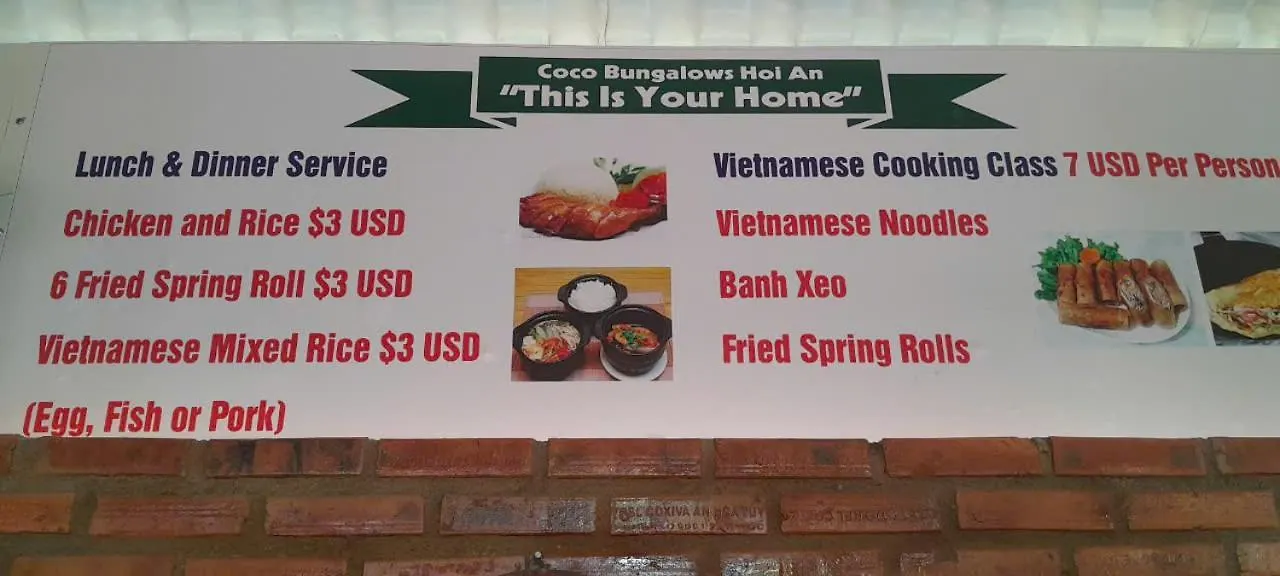 Coco Bungalows Hoi An
"This Is Your Home"
Lunch & Dinner Service
Chicken and Rice $3 USD
6 Fried Spring Roll $3 USD
Vietnamese Mixed Rice $3 USD
(Egg, Fish or Pork)
Vietnamese Cooking Class 7 USD Per Person
Vietnamese Noodles
Banh Xeo
Fried Spring Rolls